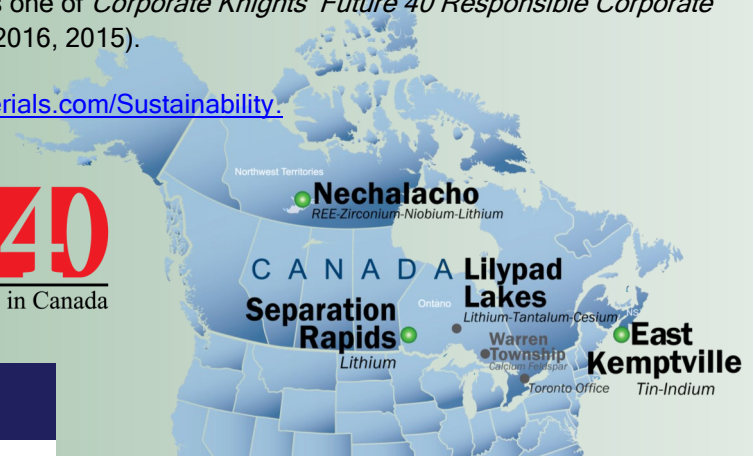 s one of Corporate Knights' Future 40 Responsible Corporate
2016, 2015).
erials.com/Sustainability.
40
in Canada
Northwest Territories
Nechalacho
REE-Zirconium-Niobium-Lithium
CANADA
Lilypad
Lakes
Lithium-Tantalum-Cesium
Ontano
Separation
Rapids
Lithium
Warren
Township
Calcium Feldspar
Toronto Office
NS
East
Kemptville
Tin-Indium